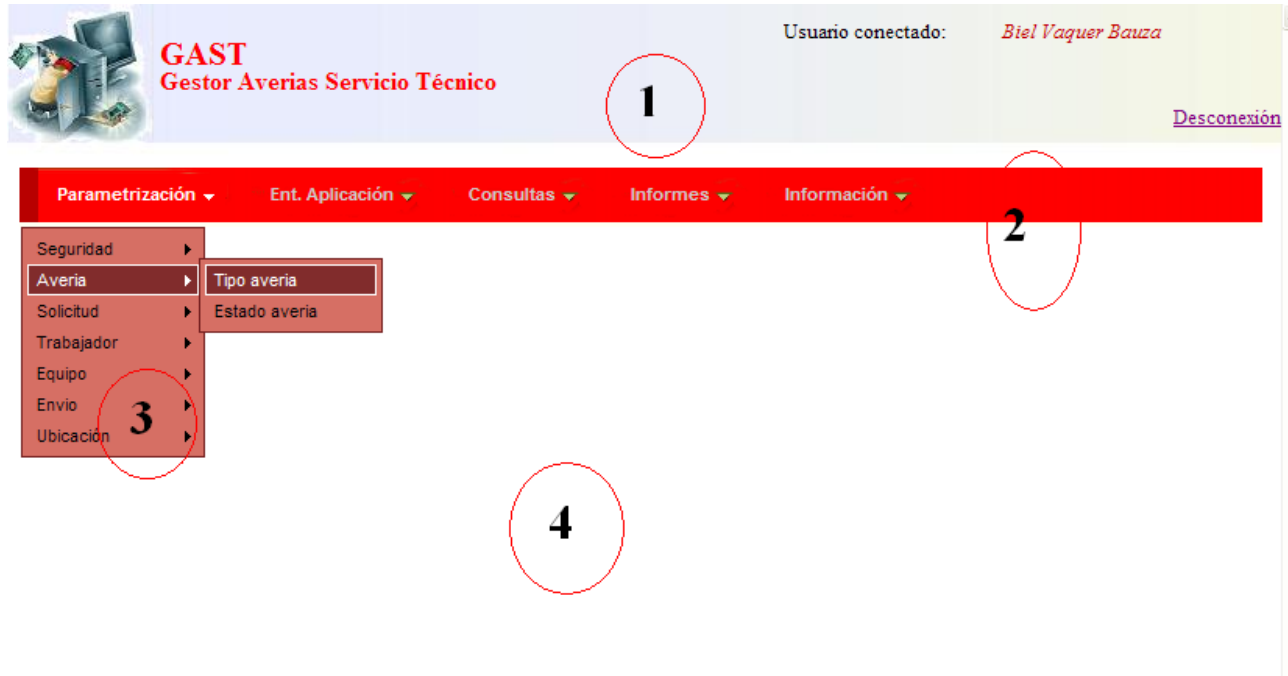 Usuario conectado: Biel Vaquer Bauza
GAST
Gestor Averias Servicio Técnico
1
Desconexión
Parametrización Ent. Aplicación Consultas Informes Información
2
Seguridad
Averia Tipo averia
Solicitud Estado averia
Trabajador
Equipo
Envio
3
Ubicación
4